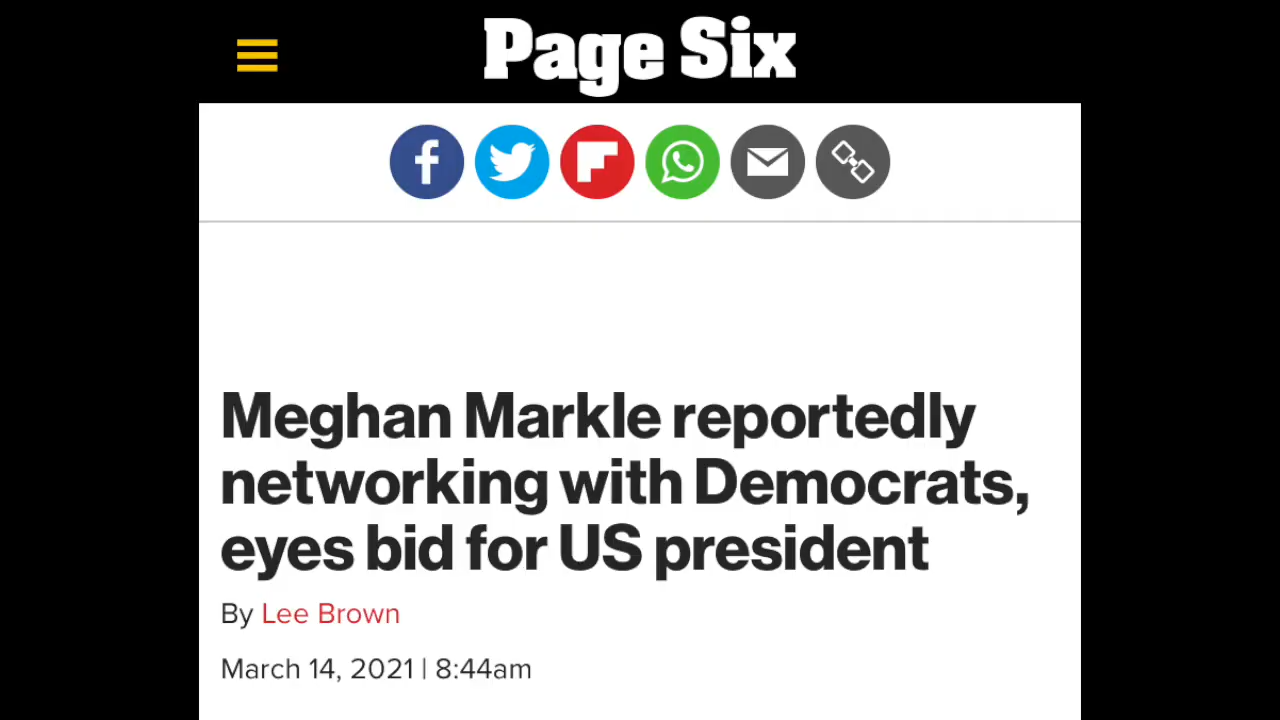 Page Six
Meghan Markle reportedly
networking with Democrats,
eyes bid for US president
By Lee Brown
March 14, 2021 | 8:44am